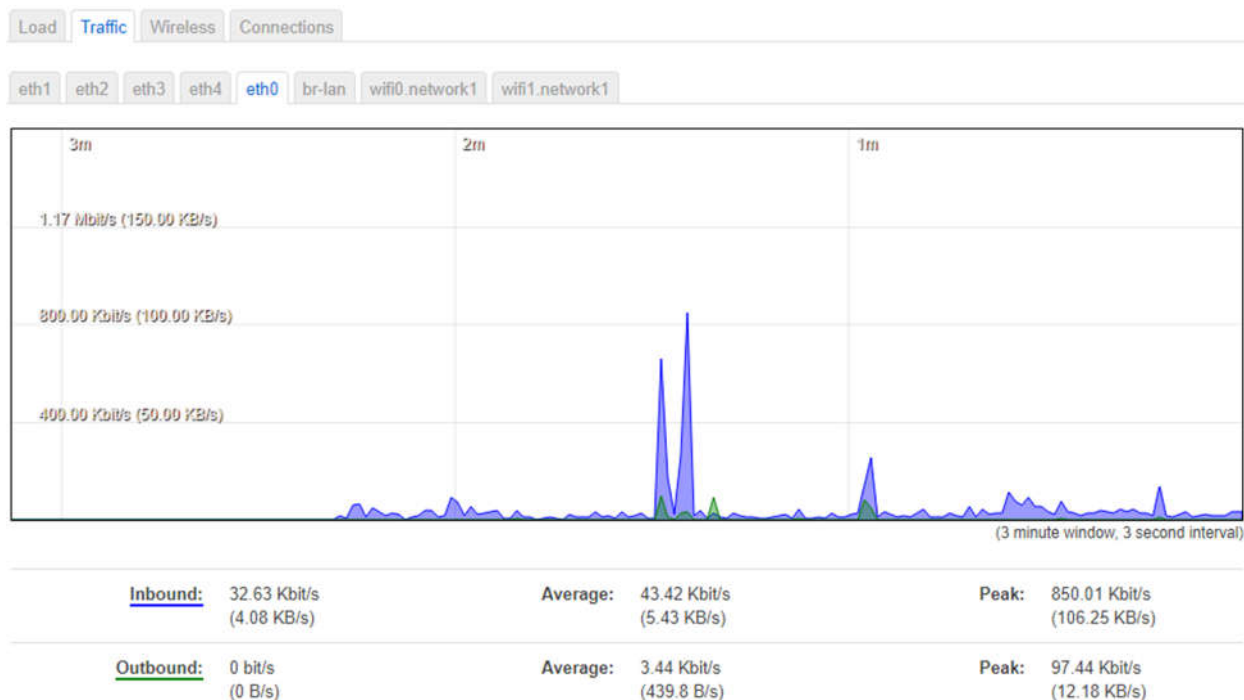 Load Traffic Wireless Connections
eth1 eth2 eth3 eth4 eth0 br-lan wifi0.network1 wifi1.network1
3m 2m 1m
1.17 Mbit/s (150.00 KB/s)
800.00 Kbit/s (100.00 KB/s)
400.00 Kbit/s (50.00 KB/s)
(3 minute window, 3 second interval)
Inbound: 32.63 Kbit/s Average: 43.42 Kbit/s Peak: 850.01 Kbit/s
(4.08 KB/s) (5.43 KB/s) (106.25 KB/s)
Outbound: 0 bit/s Average: 3.44 Kbit/s Peak: 97.44 Kbit/s
(0 B/s) (439.8 B/s) (12.18 KB/s)